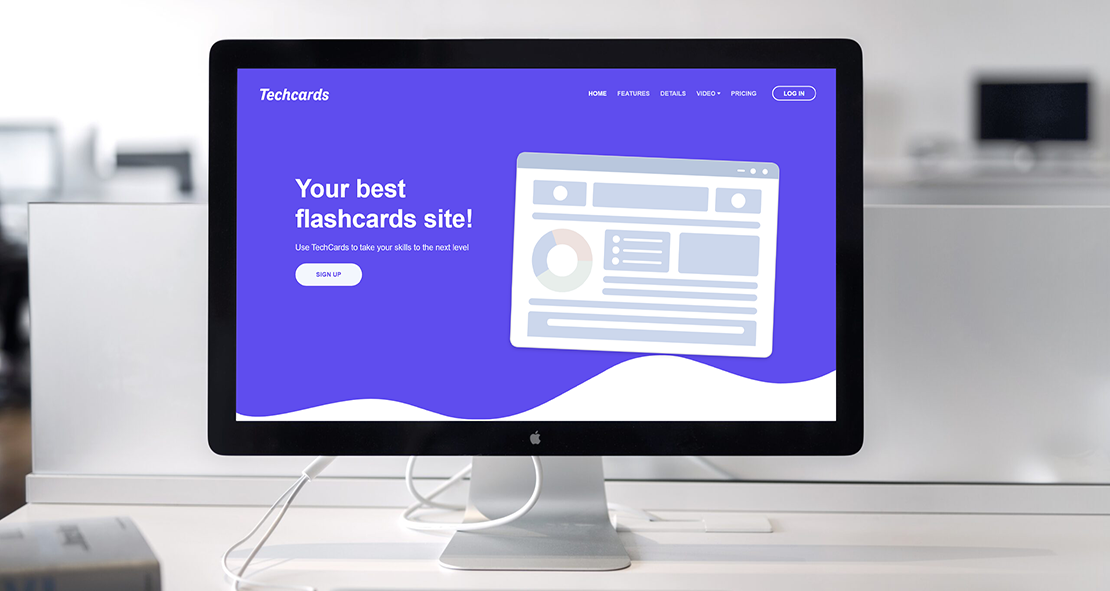 Techcards
HOME FEATURES DETAILS VIDEO PRICING LOG IN
Your best
flashcards site!
Use TechCards to take your skills to the next level
SIGN UP